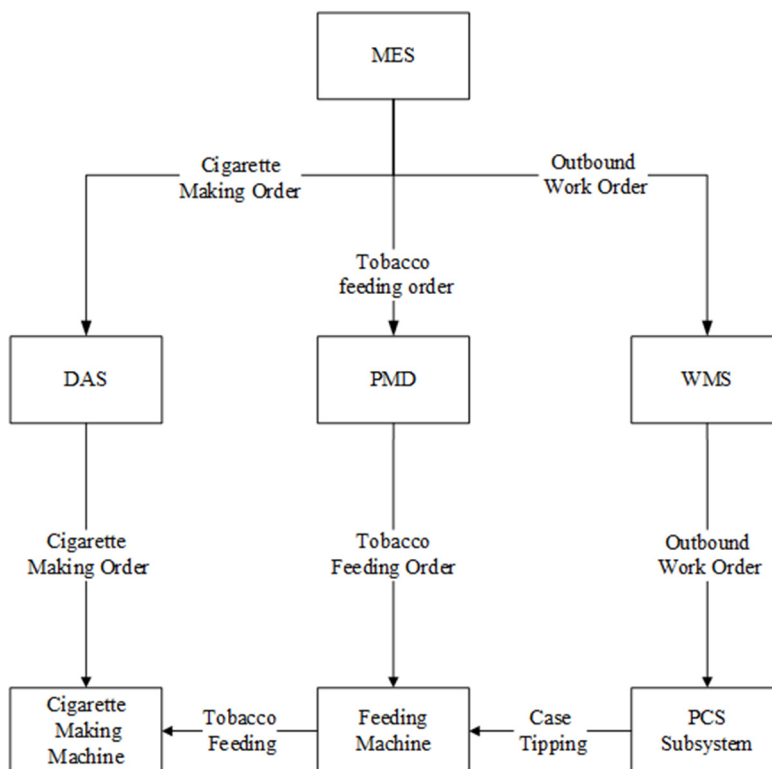 MES
Cigarette
Making Order
Outbound
Work Order
Tobacco
feeding order
DAS
PMD
WMS
Cigarette
Making Order
Tobacco
Feeding Order
Outbound
Work Order
Cigarette
Making
Machine
Tobacco
Feeding
Feeding
Machine
Case
Tipping
PCS
Subsystem